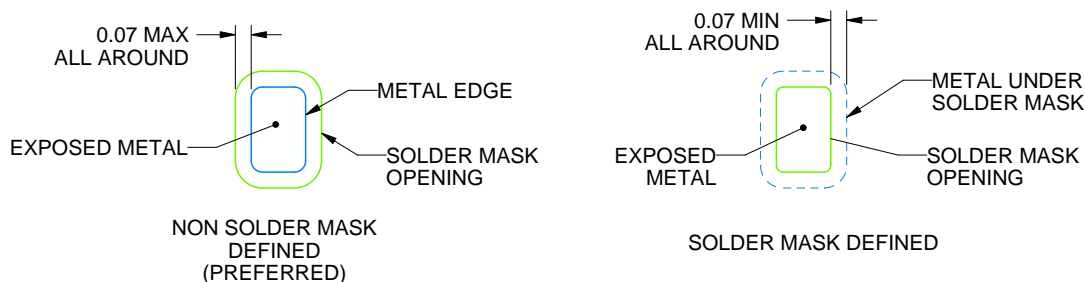 0.07 MAX
ALL AROUND
METAL EDGE
EXPOSED METAL
SOLDER MASK
OPENING
NON SOLDER MASK
DEFINED
(PREFERRED)
0.07 MIN
ALL AROUND
METAL UNDER
SOLDER MASK
EXPOSED
METAL
SOLDER MASK
OPENING
SOLDER MASK DEFINED